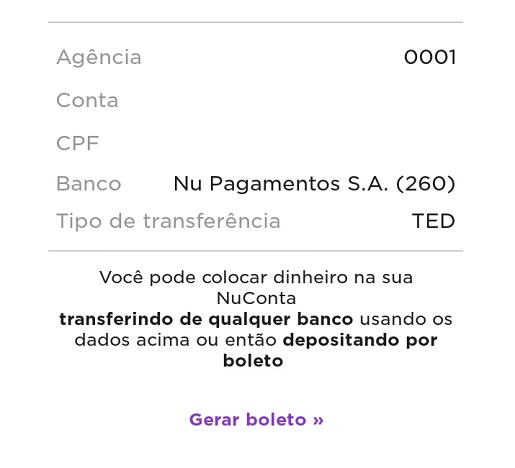 Agência 0001
Conta
CPF
Banco Nu Pagamentos S.A. (260)
Tipo de transferência TED
Você pode colocar dinheiro na sua
NuConta
transferindo de qualquer banco usando os
dados acima ou então depositando por
boleto
Gerar boleto »